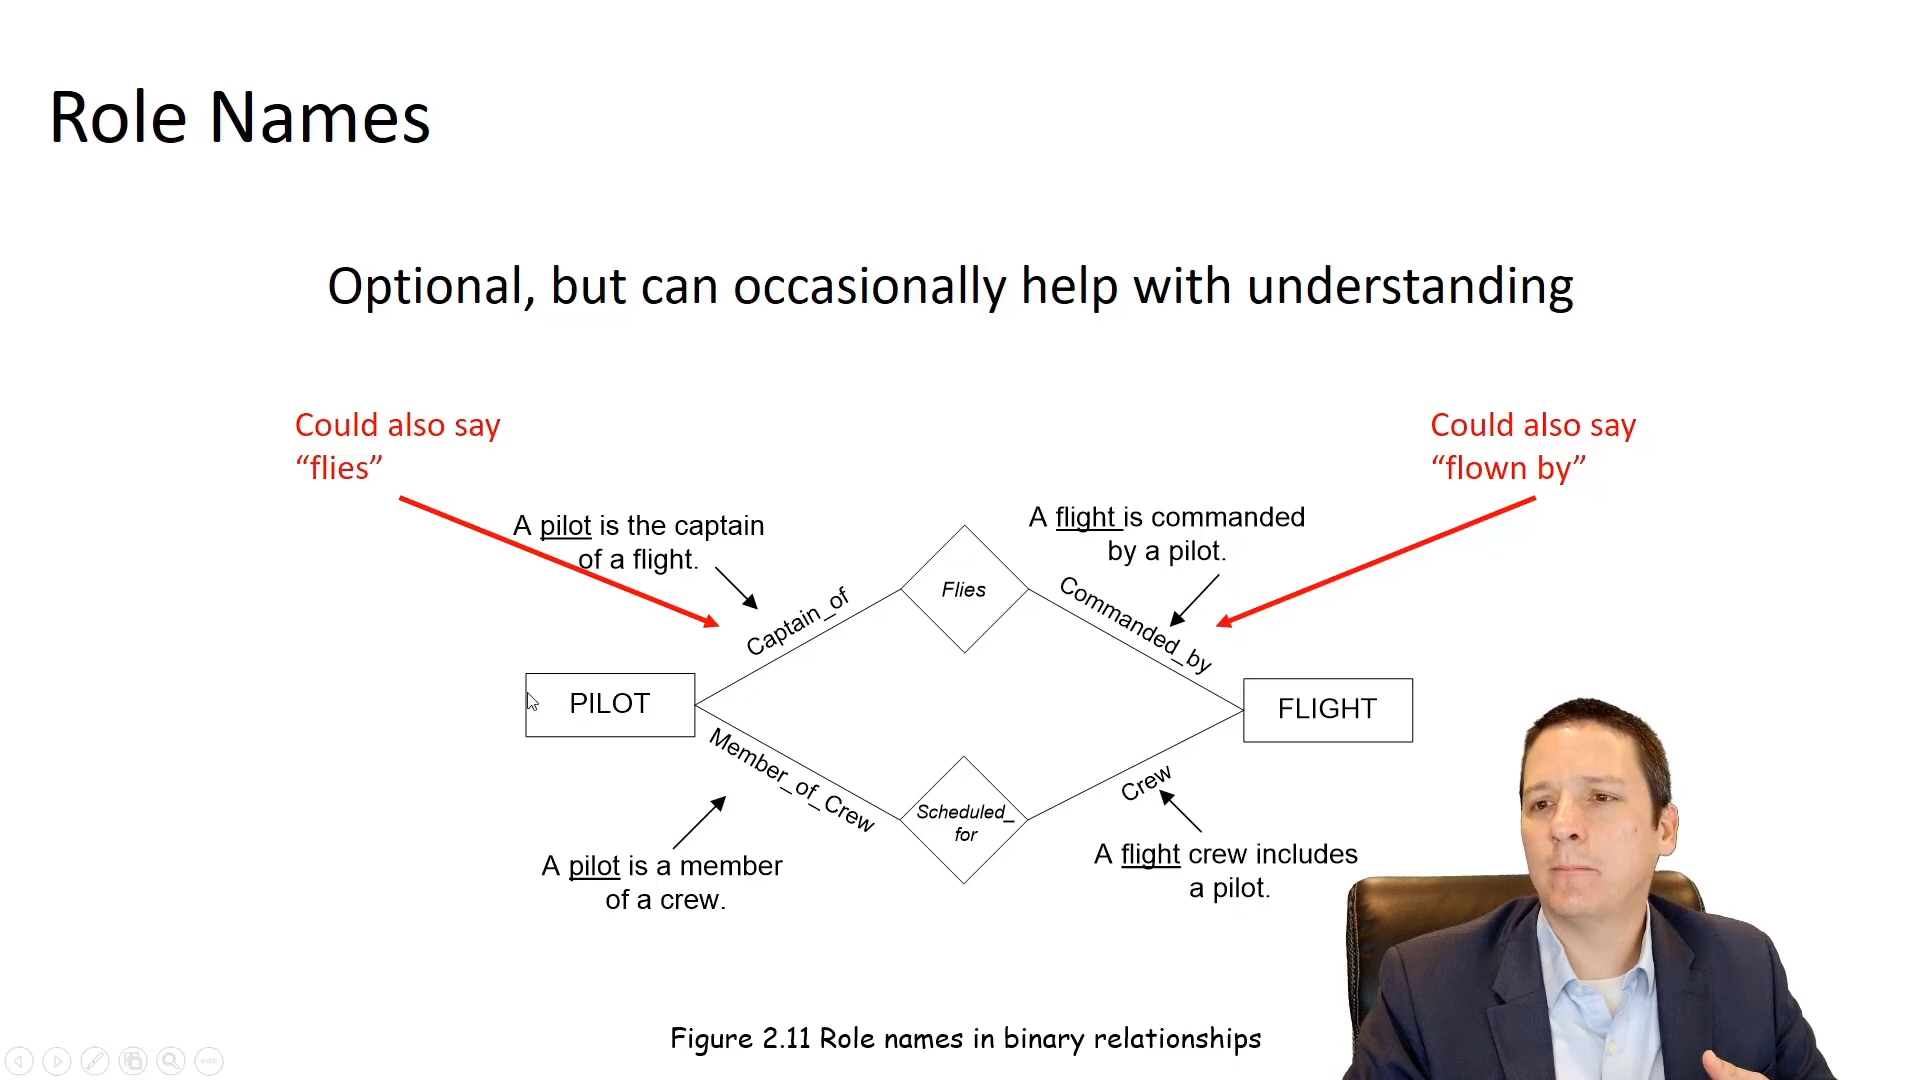 Role Names
Optional, but can occasionally help with understanding
Could also say
“flies”
Could also say
“flown by”
A pilot is the captain
of a flight.
A flight is commanded
by a pilot.
Captain_of
Flies
Commanded_by
PILOT
FLIGHT
Member_of_Crew
Scheduled_
for
Crew
A pilot is a member
of a crew.
A flight crew includes
a pilot.
Figure 2.11 Role names in binary relationships